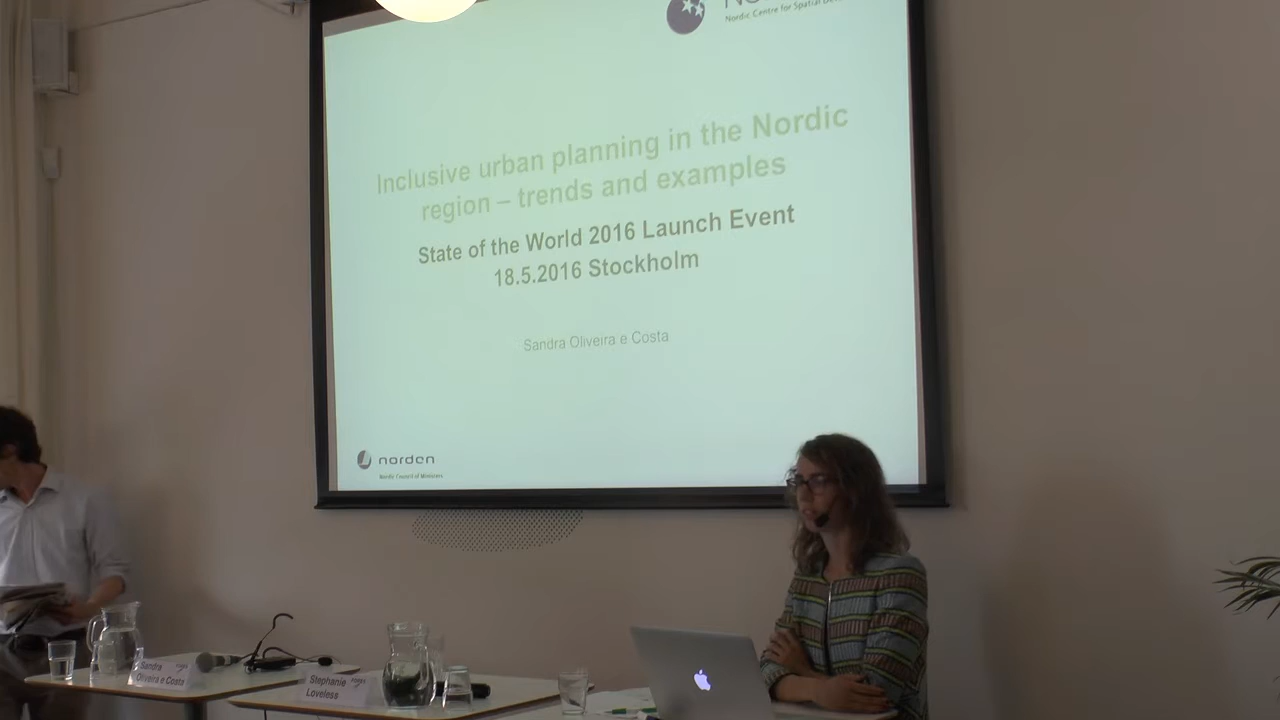 Nordic Centre for Spatial
Inclusive urban planning in the Nordic
region – trends and examples
State of the World 2016 Launch Event
18.5.2016 Stockholm
Sandra Oliveira e Costa
norden
Nordic Council of Ministers
Sandra
Oliveira e Costa
Stephanie
Loveless